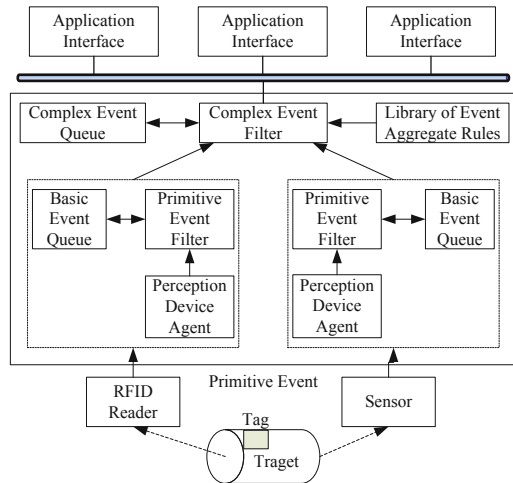 Application
Interface
Application
Interface
Application
Interface
Complex Event
Queue
Complex Event
Filter
Library of Event
Aggregate Rules
Basic
Event
Queue
Primitive
Event
Filter
Perception
Device
Agent
Primitive
Event
Filter
Basic
Event
Queue
Perception
Device
Agent
RFID
Reader
Primitive Event
Sensor
Tag
Traget